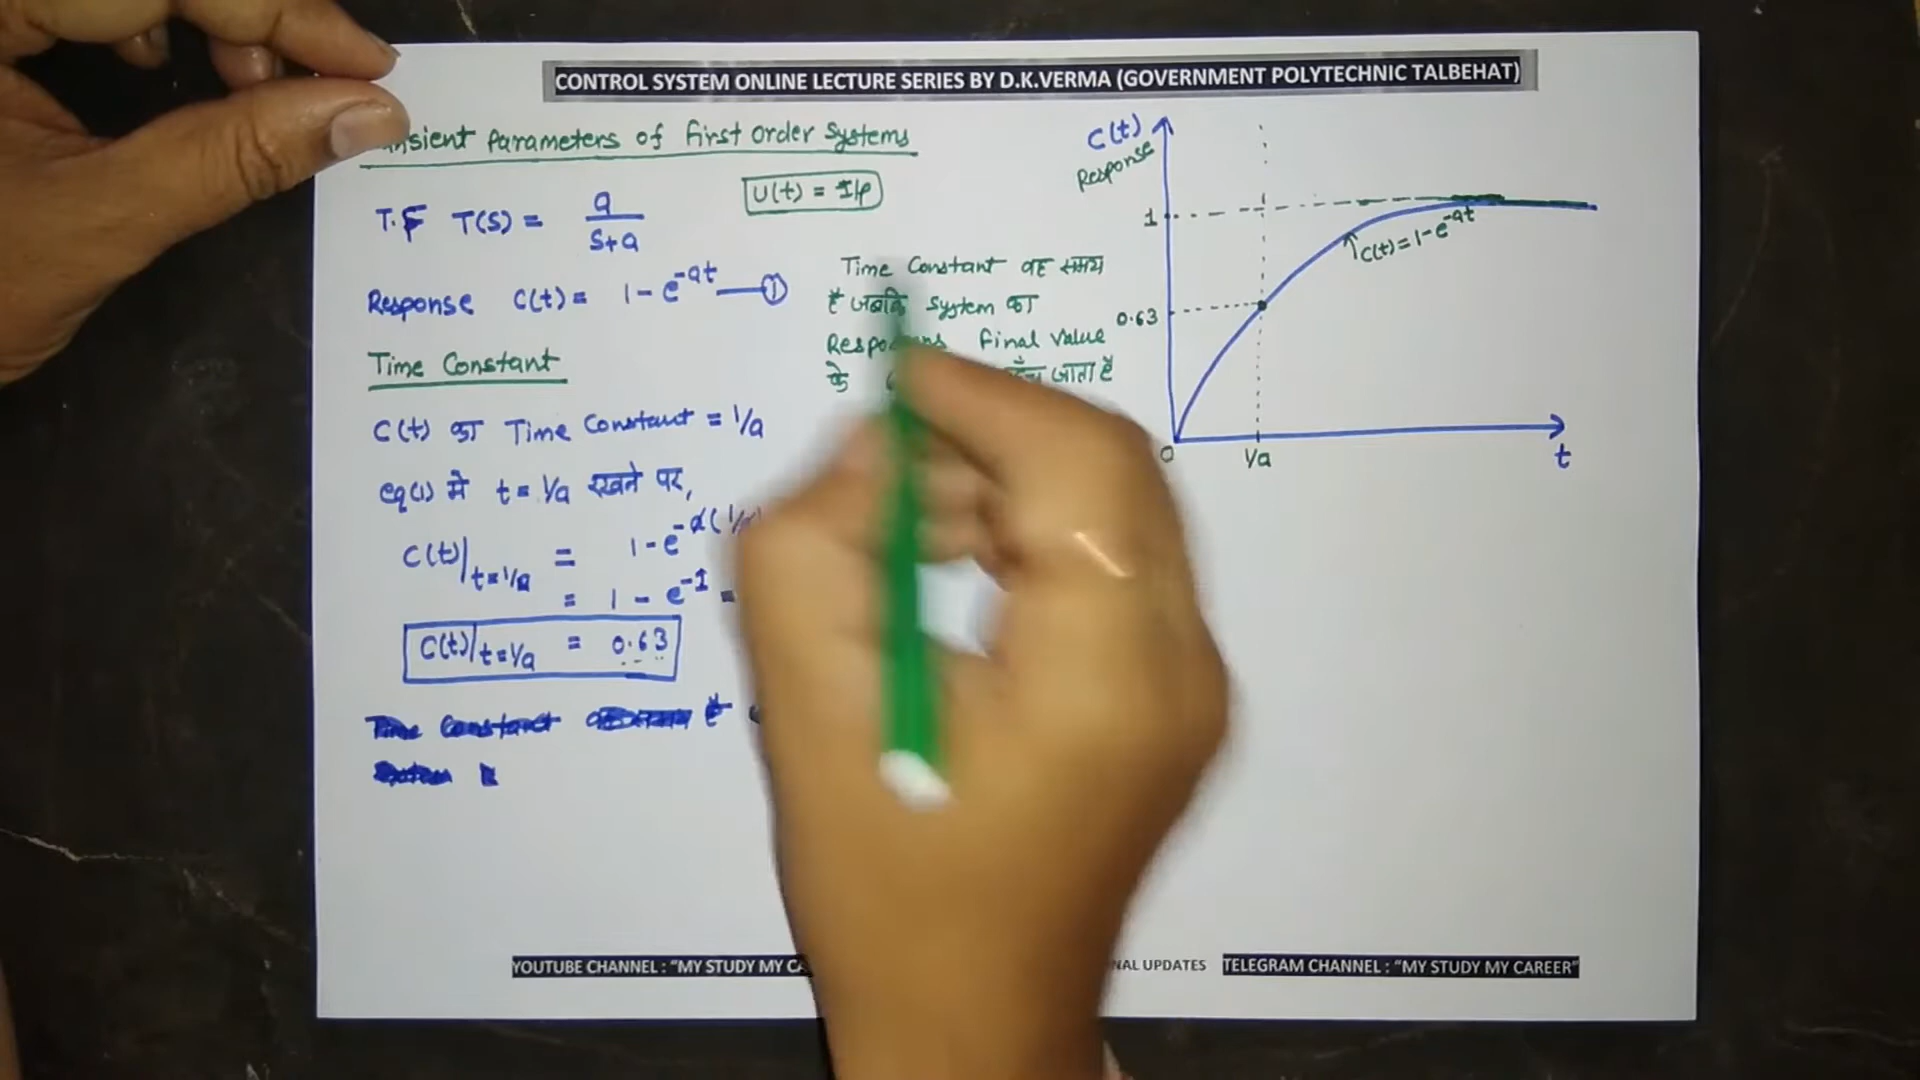 CONTROL SYSTEM ONLINE LECTURE SERIES BY D.K.VERMA (GOVERNMENT POLYTECHNIC TALBEHAT)
Parameters of First Order Systems
T.F T(S) = a/(s+a)
U(t) = I/P
Response C(t) = 1 - e^-at ①
Time Constant
C(t) का Time Constant = 1/a
eq(1) में t = 1/a रखने पर,
C(t)|t=1/a = 1 - e
= 1 - e^-1 =
C(t)|t=1/a = 0.63
Time Constant वह समय
है जबकि System का
Final Value
के जाता है
C(t)
Response
1
0.63
0
1/a
t
C(t) = 1 - e^-at
YOUTUBE CHANNEL : "MY STUDY MY
UPDATES TELEGRAM CHANNEL : "MY STUDY MY CAREER"